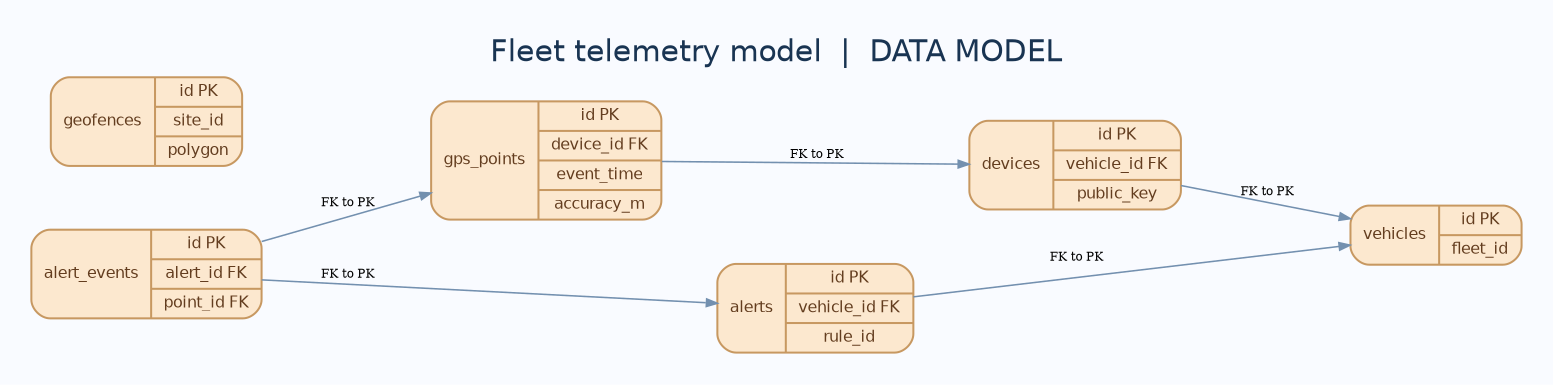 Fleet telemetry model | DATA MODEL
geofences
id PK
site_id
polygon
alert_events
id PK
alert_id FK
point_id FK
FK to PK
FK to PK
gps_points
id PK
device_id FK
event_time
accuracy_m
FK to PK
alerts
id PK
vehicle_id FK
rule_id
devices
id PK
vehicle_id FK
public_key
FK to PK
FK to PK
vehicles
id PK
fleet_id